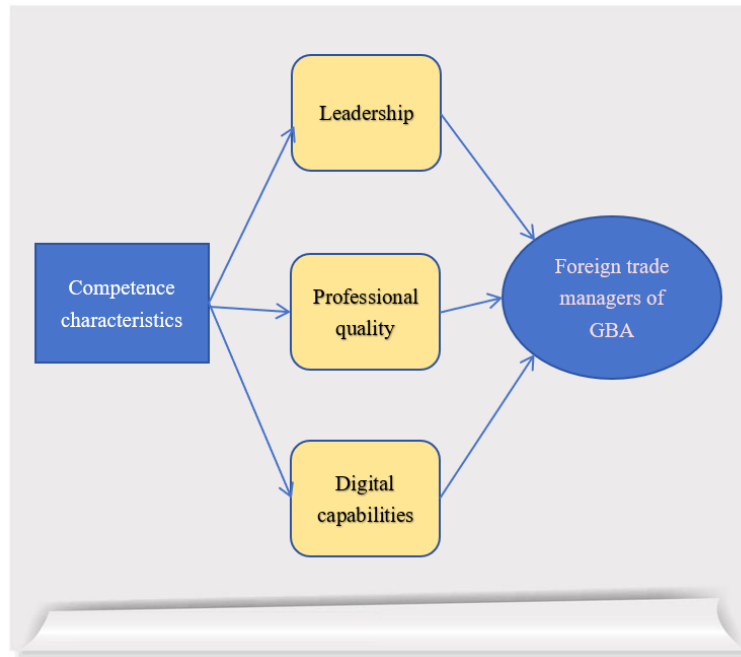 Leadership
Competence
characteristics
Professional
quality
Foreign trade
managers of
GBA
Digital
capabilities